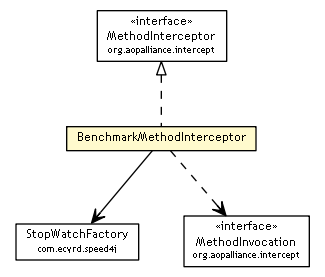 «interface»
MethodInterceptor
org.aopalliance.intercept
BenchmarkMethodInterceptor
StopWatchFactory
com.ecyrd.speed4j
«interface»
MethodInvocation
org.aopalliance.intercept